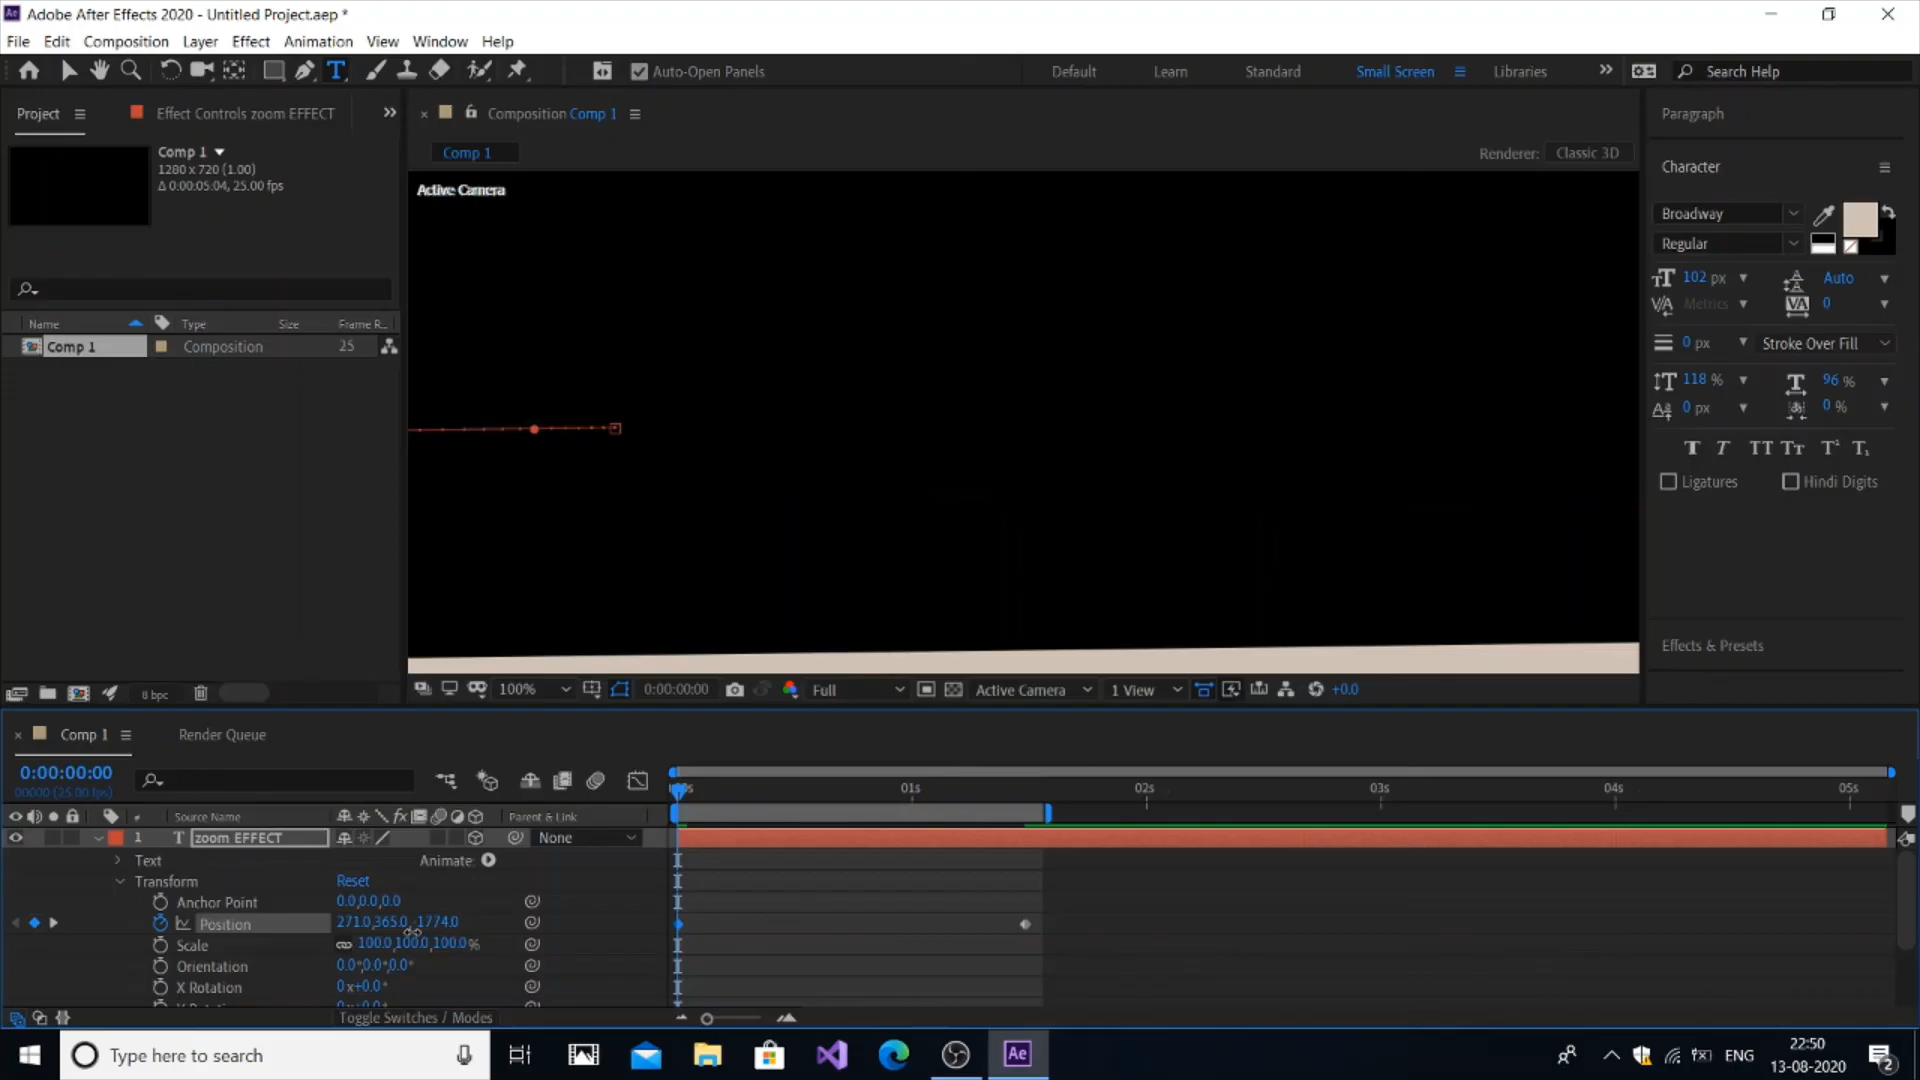 Adobe After Effects 2020 - Untitled Project.aep *
File Edit Composition Layer Effect Animation View Window Help
Auto-Open Panels
Default Learn Standard Small Screen Libraries
Search Help
Project
Effect Controls zoom EFFECT
Composition Comp 1
Comp 1
Renderer: Classic 3D
Active Camera
Comp 1
1280 x 720 (1.00)
Δ 0:00:05:04, 25.00 fps
Name Type Size Frame R...
Comp 1 Composition 25
8 bpc
100% 0:00:00:00 Full Active Camera 1 View +0.0
Paragraph
Character
Broadway
Regular
102 px Auto
Metrics 0
0 px Stroke Over Fill
118 % 96 %
0 px 0 %
T T TT Tt T¹ T₁
Ligatures Hindi Digits
Effects & Presets
Comp 1 Render Queue
0:00:00:00
00000 (25.00 fps)
01s 02s 03s 04s 05s
# Source Name Parent & Link
1 T zoom EFFECT None
Text Animate:
Transform Reset
Anchor Point 0.0,0.0,0.0
Position 271.0,365.0,-1774.0
Scale 100.0,100.0,100.0%
Orientation 0.0°,0.0°,0.0°
X Rotation 0x+0.0°
Toggle Switches / Modes
Type here to search
Ae
ENG
22:50
13-08-2020
2